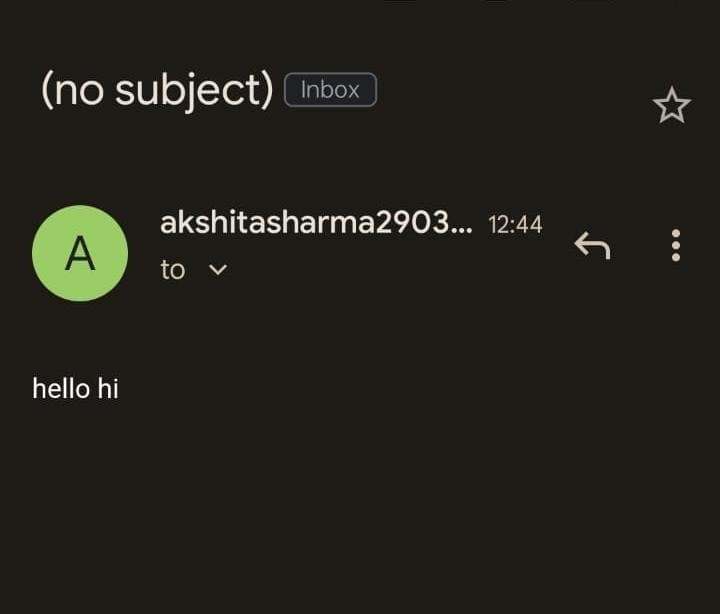 (no subject) Inbox
A
akshitasharma2903... 12:44
to
hello hi